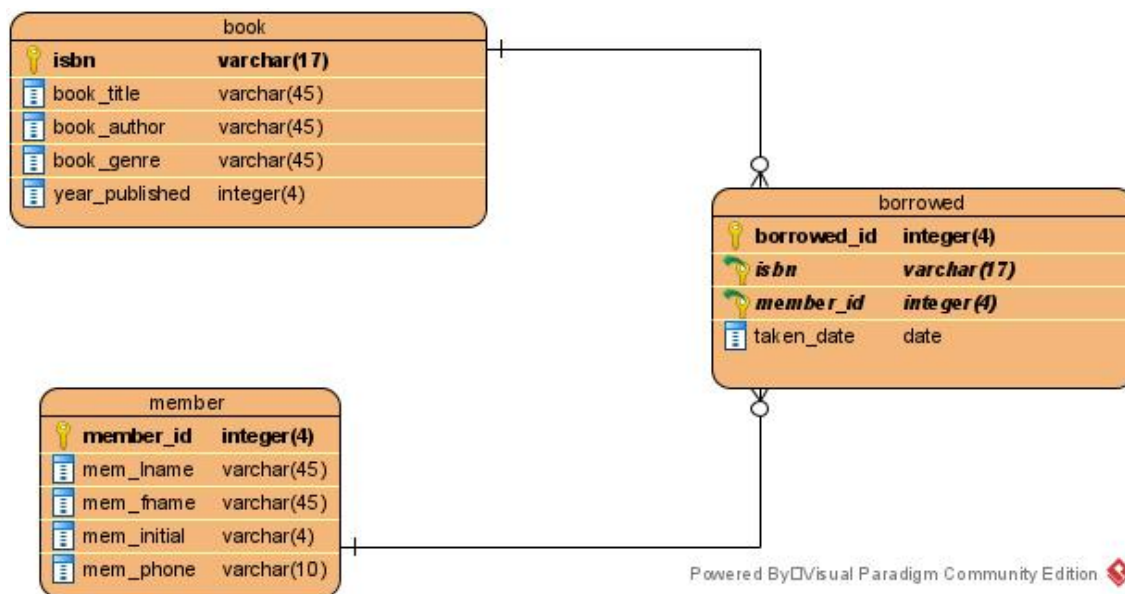 book
isbn varchar(17)
book_title varchar(45)
book_author varchar(45)
book_genre varchar(45)
year_published integer(4)
borrowed
borrowed_id integer(4)
isbn varchar(17)
member_id integer(4)
taken_date date
member
member_id integer(4)
mem_lname varchar(45)
mem_fname varchar(45)
mem_initial varchar(4)
mem_phone varchar(10)
Powered By□Visual Paradigm Community Edition